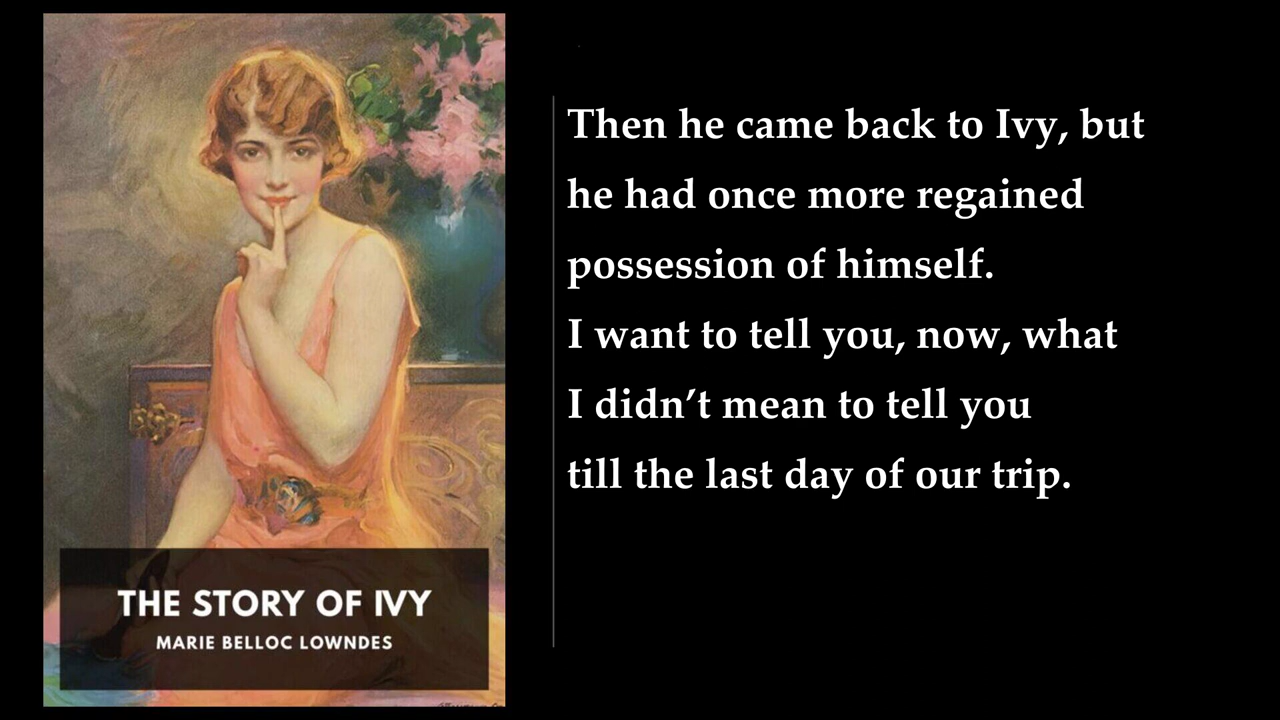 THE STORY OF IVY
MARIE BELLOC LOWNDES
Then he came back to Ivy, but
he had once more regained
possession of himself.
I want to tell you, now, what
I didn’t mean to tell you
till the last day of our trip.